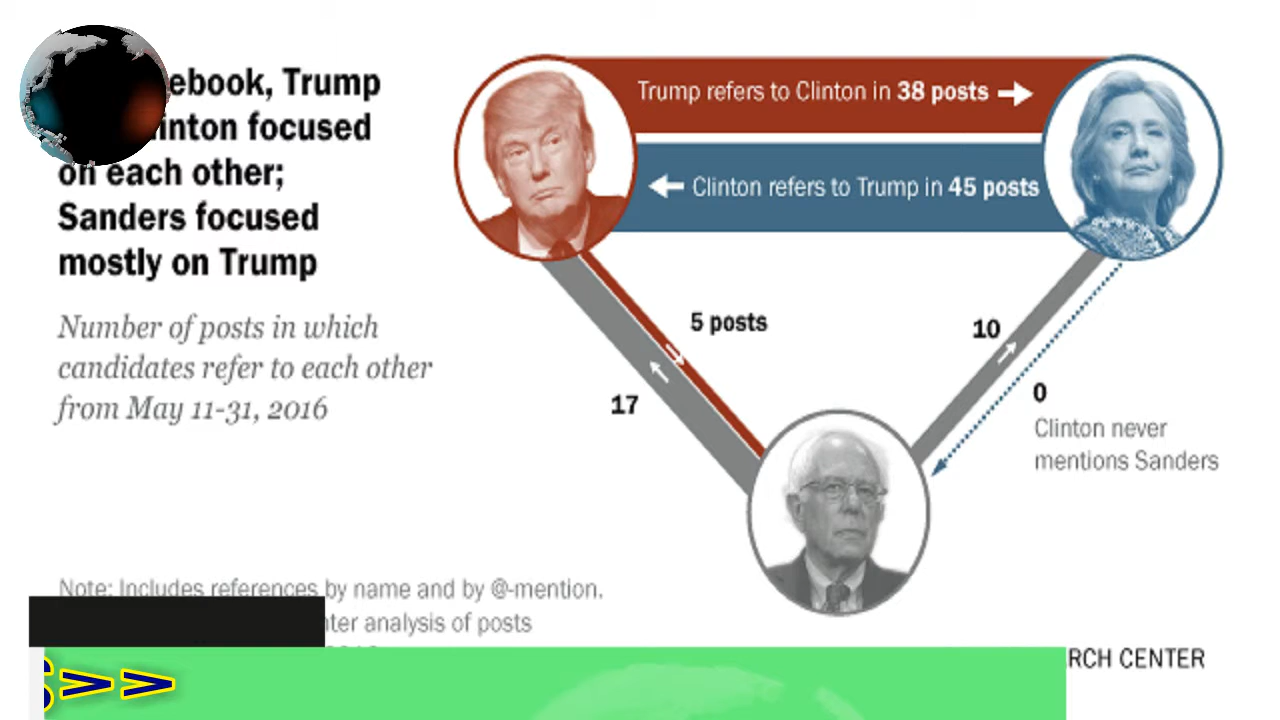 ebook, Trump
inton focused
on each other;
Sanders focused
mostly on Trump
Number of posts in which
candidates refer to each other
from May 11-31, 2016
Trump refers to Clinton in 38 posts
Clinton refers to Trump in 45 posts
5 posts
17
10
0
Clinton never
mentions Sanders
Note: Includes references by name and by @-mention.
nter analysis of posts
RCH CENTER
>>